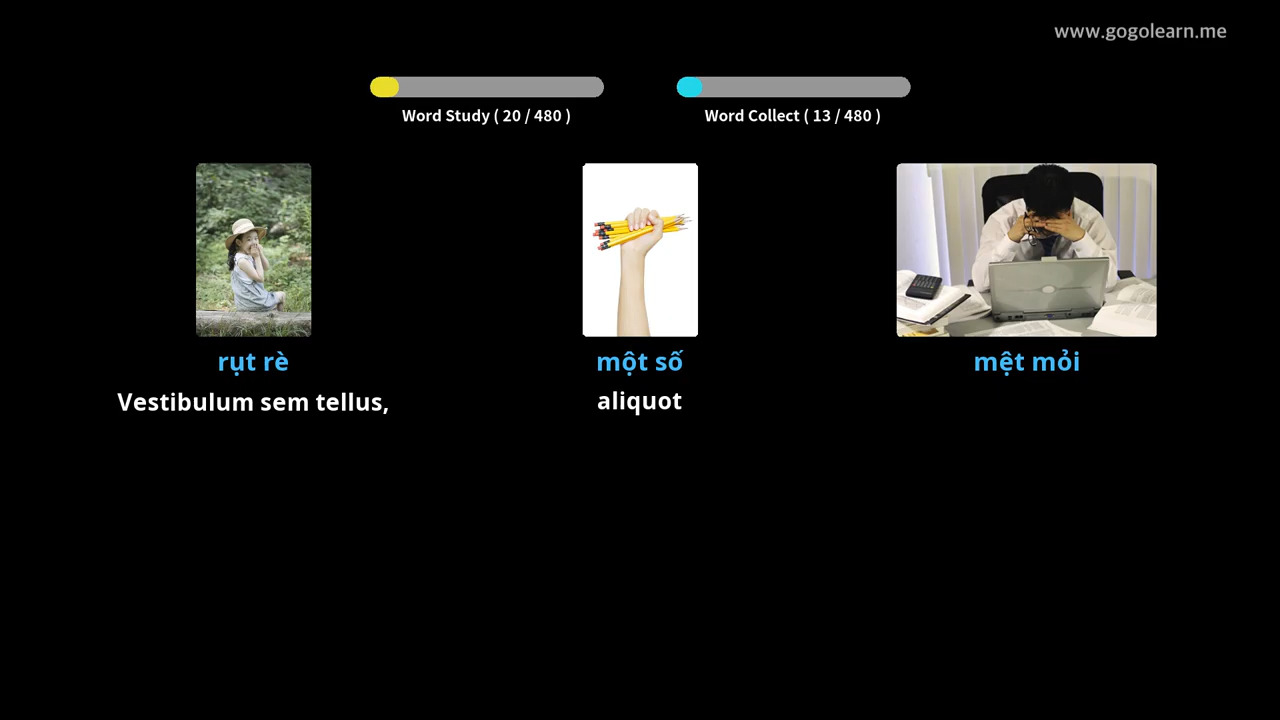 www.gogolearn.me
Word Study ( 20 / 480 )
Word Collect ( 13 / 480 )
rụt rè
một số
mệt mỏi
Vestibulum sem tellus,
aliquot